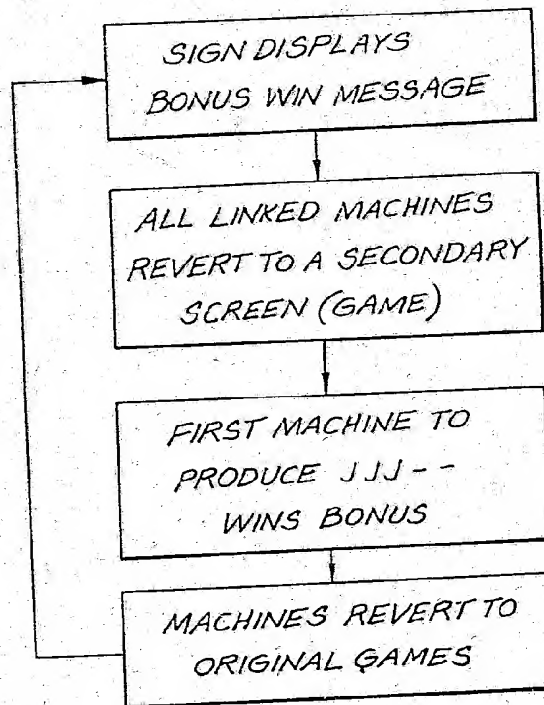 SIGN DISPLAYS
BONUS WIN MESSAGE
ALL LINKED MACHINES
REVERT TO A SECONDARY
SCREEN (GAME)
FIRST MACHINE TO
PRODUCE JJJ--
WINS BONUS
MACHINES REVERT TO
ORIGINAL GAMES